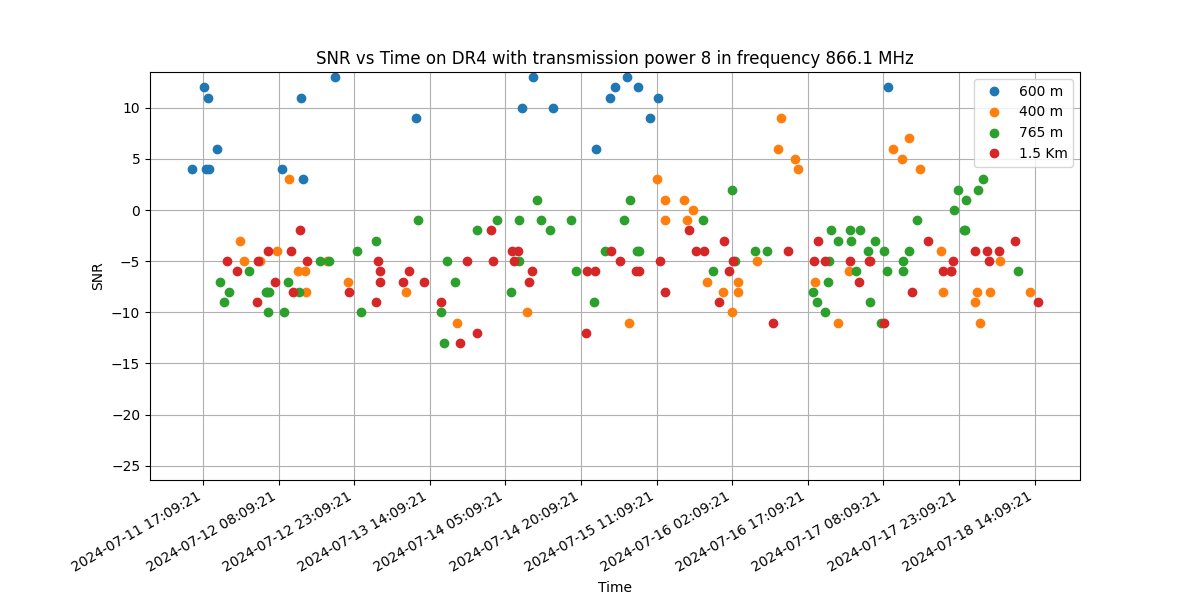 SNR vs Time on DR4 with transmission power 8 in frequency 866.1 MHz
600 m
400 m
765 m
1.5 Km
SNR
10
5
0
−5
−10
−15
−20
−25
2024-07-11 17:09:21
2024-07-12 08:09:21
2024-07-12 23:09:21
2024-07-13 14:09:21
2024-07-14 05:09:21
2024-07-14 20:09:21
2024-07-15 11:09:21
2024-07-16 02:09:21
2024-07-16 17:09:21
2024-07-17 08:09:21
2024-07-17 23:09:21
2024-07-18 14:09:21
Time